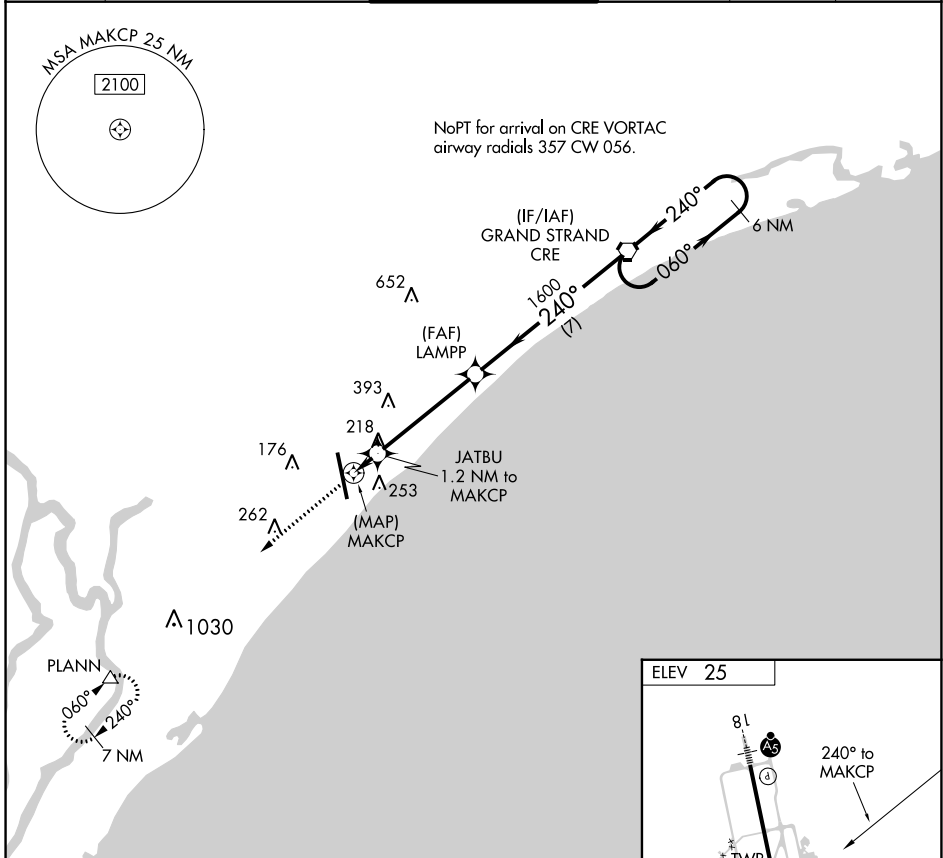 MSA MAKCP 25 NM
2100
NoPT for arrival on CRE VORTAC
airway radials 357 CW 056.
(IF/IAF)
GRAND STRAND
CRE
240°
060°
6 NM
652
1600
240°
(7)
(FAF)
LAMPP
393
218
176
JATBU
1.2 NM to
MAKCP
253
262
(MAP)
MAKCP
1030
PLANN
060°
240°
7 NM
ELEV 25
18
A5
P
240° to
MAKCP
TWR